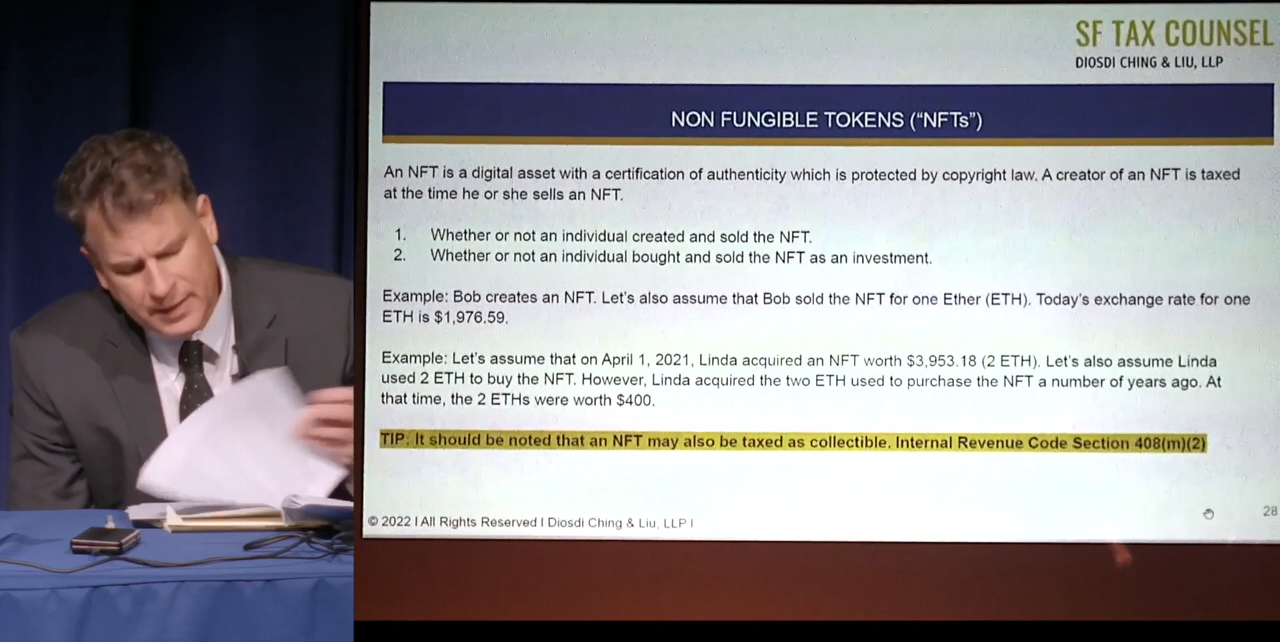 SF TAX COUNSEL
DIOSDI CHING & LIU, LLP
NON FUNGIBLE TOKENS (“NFTs”)
An NFT is a digital asset with a certification of authenticity which is protected by copyright law. A creator of an NFT is taxed
at the time he or she sells an NFT.
1. Whether or not an individual created and sold the NFT.
2. Whether or not an individual bought and sold the NFT as an investment.
Example: Bob creates an NFT. Let’s also assume that Bob sold the NFT for one Ether (ETH). Today’s exchange rate for one
ETH is $1,976.59.
Example: Let’s assume that on April 1, 2021, Linda acquired an NFT worth $3,953.18 (2 ETH). Let’s also assume Linda
used 2 ETH to buy the NFT. However, Linda acquired the two ETH used to purchase the NFT a number of years ago. At
that time, the 2 ETHs were worth $400.
TIP: It should be noted that an NFT may also be taxed as collectible. Internal Revenue Code Section 408(m)(2)
© 2022 I All Rights Reserved I Diosdi Ching & Liu, LLP I
28